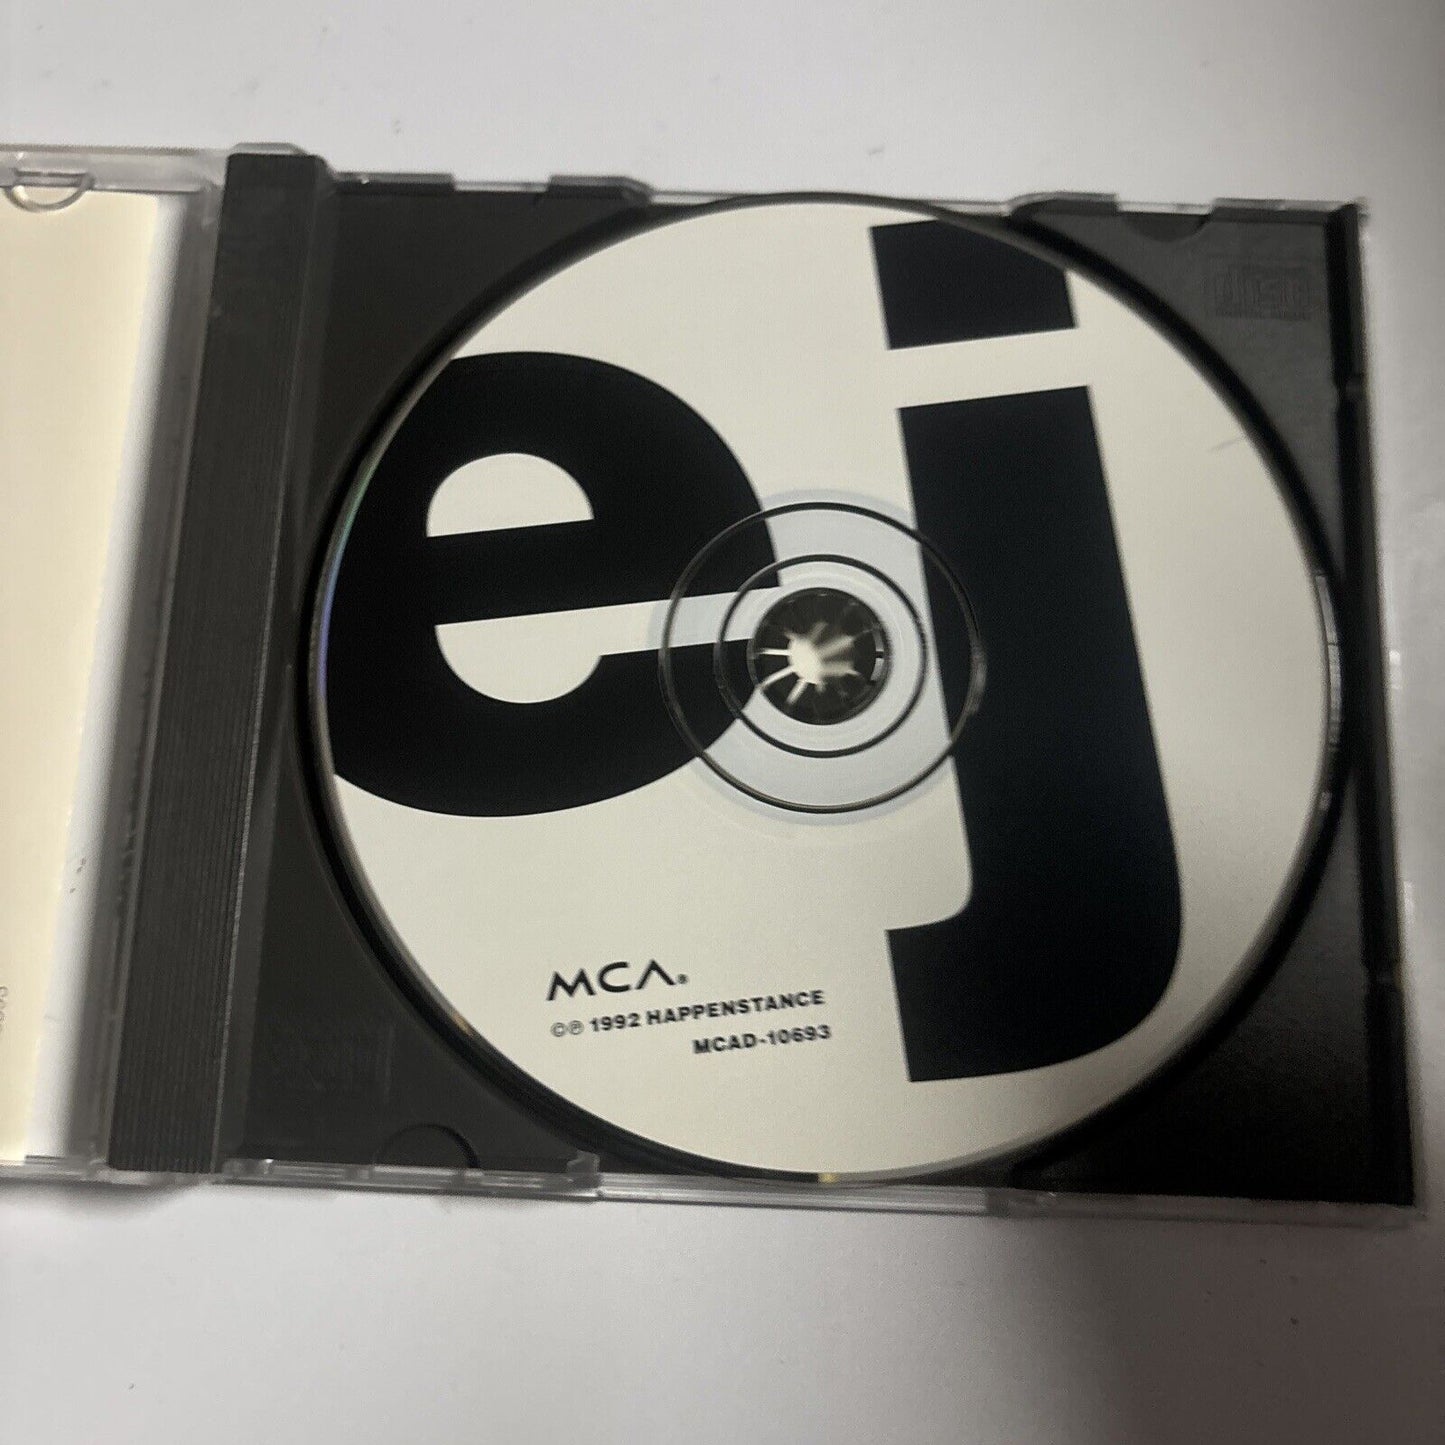 ej
MCA®
©℗ 1992 HAPPENSTANCE
MCAD-10693